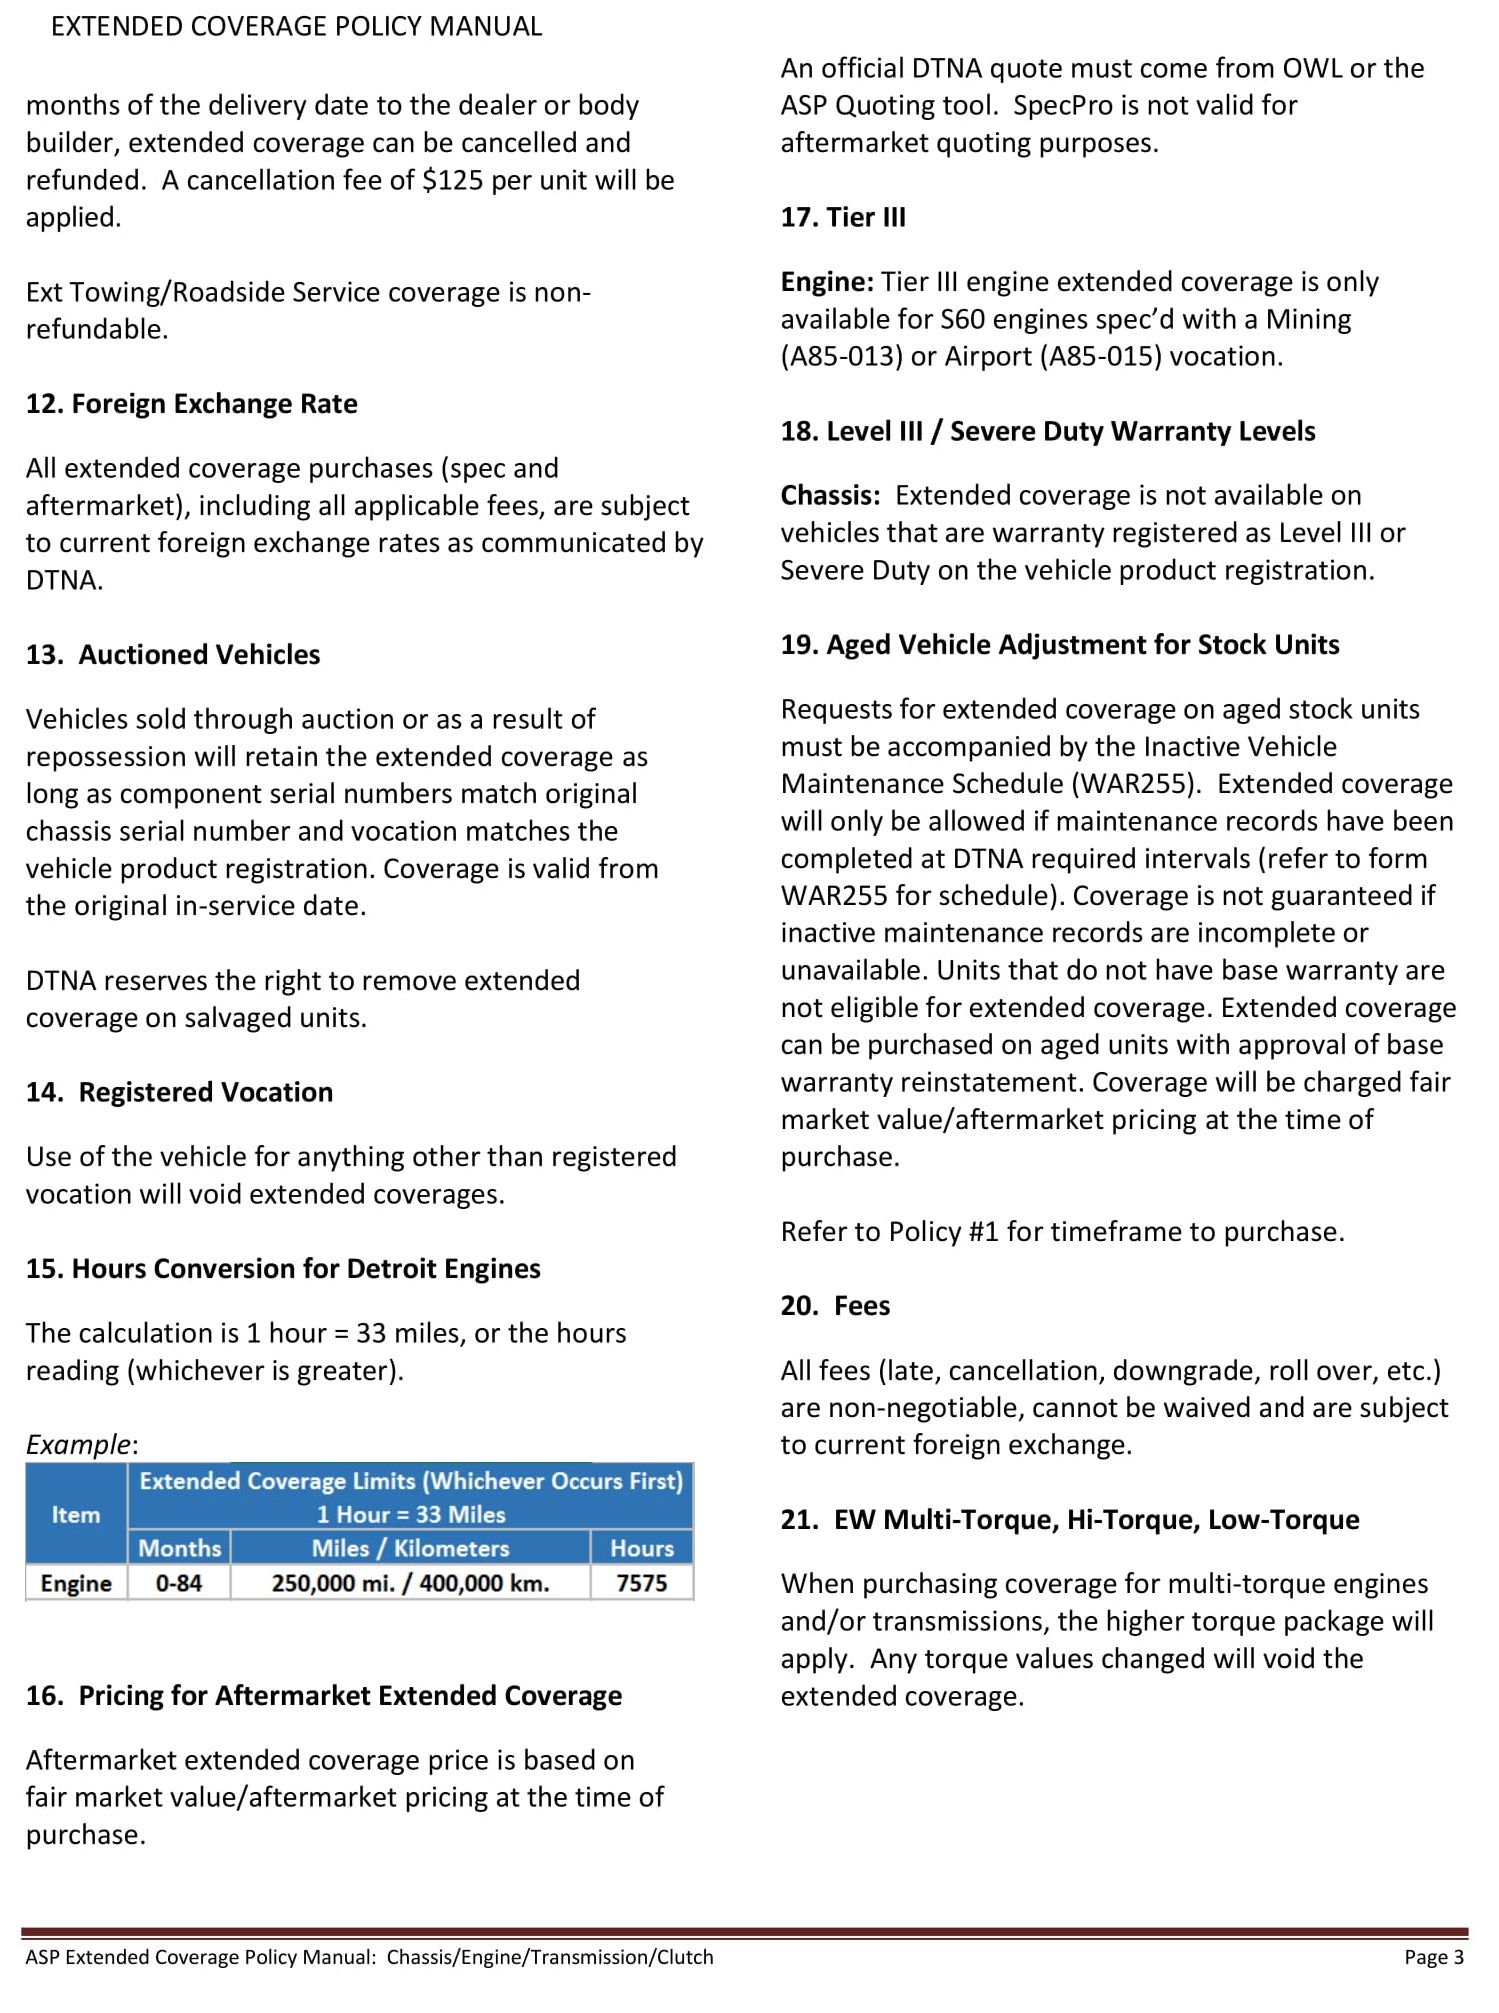 EXTENDED COVERAGE POLICY MANUAL
months of the delivery date to the dealer or body
builder, extended coverage can be cancelled and
refunded.  A cancellation fee of $125 per unit will be
applied.
Ext Towing/Roadside Service coverage is non-
refundable.
12. Foreign Exchange Rate
All extended coverage purchases (spec and
aftermarket), including all applicable fees, are subject
to current foreign exchange rates as communicated by
DTNA.
13.  Auctioned Vehicles
Vehicles sold through auction or as a result of
repossession will retain the extended coverage as
long as component serial numbers match original
chassis serial number and vocation matches the
vehicle product registration. Coverage is valid from
the original in-service date.
DTNA reserves the right to remove extended
coverage on salvaged units.
14.  Registered Vocation
Use of the vehicle for anything other than registered
vocation will void extended coverages.
15. Hours Conversion for Detroit Engines
The calculation is 1 hour = 33 miles, or the hours
reading (whichever is greater).
Example:
Item
Extended Coverage Limits (Whichever Occurs First)
1 Hour = 33 Miles
Months Miles / Kilometers Hours
Engine 0-84 250,000 mi. / 400,000 km. 7575
16.  Pricing for Aftermarket Extended Coverage
Aftermarket extended coverage price is based on
fair market value/aftermarket pricing at the time of
purchase.
An official DTNA quote must come from OWL or the
ASP Quoting tool.  SpecPro is not valid for
aftermarket quoting purposes.
17. Tier III
Engine: Tier III engine extended coverage is only
available for S60 engines spec’d with a Mining
(A85-013) or Airport (A85-015) vocation.
18. Level III / Severe Duty Warranty Levels
Chassis:  Extended coverage is not available on
vehicles that are warranty registered as Level III or
Severe Duty on the vehicle product registration.
19. Aged Vehicle Adjustment for Stock Units
Requests for extended coverage on aged stock units
must be accompanied by the Inactive Vehicle
Maintenance Schedule (WAR255).  Extended coverage
will only be allowed if maintenance records have been
completed at DTNA required intervals (refer to form
WAR255 for schedule). Coverage is not guaranteed if
inactive maintenance records are incomplete or
unavailable. Units that do not have base warranty are
not eligible for extended coverage. Extended coverage
can be purchased on aged units with approval of base
warranty reinstatement. Coverage will be charged fair
market value/aftermarket pricing at the time of
purchase.
Refer to Policy #1 for timeframe to purchase.
20.  Fees
All fees (late, cancellation, downgrade, roll over, etc.)
are non-negotiable, cannot be waived and are subject
to current foreign exchange.
21.  EW Multi-Torque, Hi-Torque, Low-Torque
When purchasing coverage for multi-torque engines
and/or transmissions, the higher torque package will
apply.  Any torque values changed will void the
extended coverage.
ASP Extended Coverage Policy Manual:  Chassis/Engine/Transmission/Clutch
Page 3